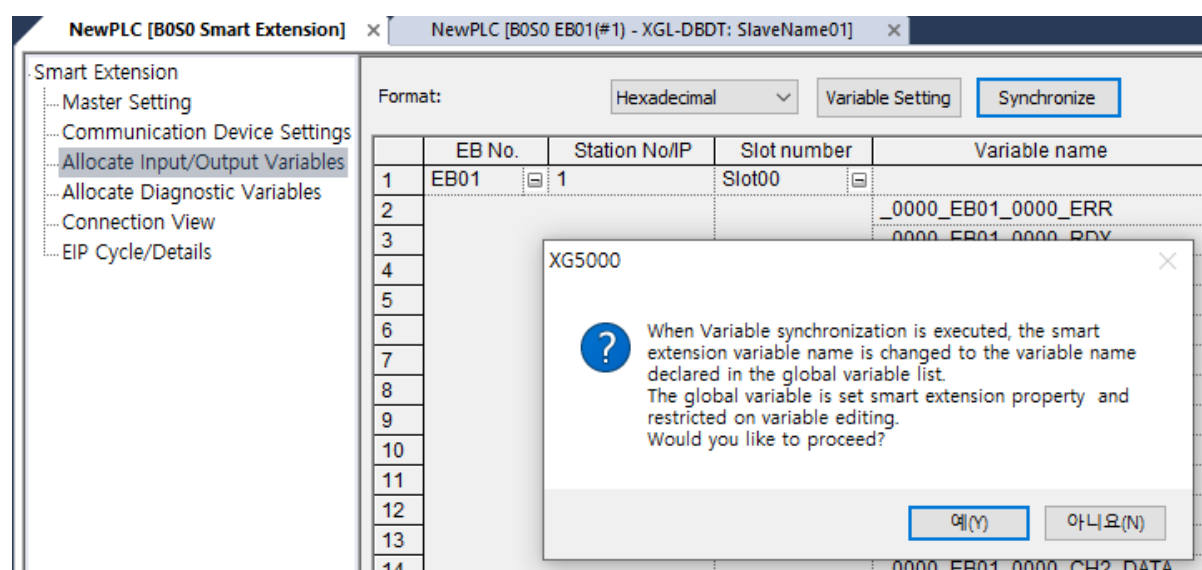 NewPLC [B0S0 Smart Extension] ×
NewPLC [B0S0 EB01(#1) - XGL-DBDT: SlaveName01] ×
Smart Extension
Master Setting
Communication Device Settings
Allocate Input/Output Variables
Allocate Diagnostic Variables
Connection View
EIP Cycle/Details
Format: Hexadecimal Variable Setting Synchronize
EB No. Station No/IP Slot number Variable name
1 EB01 1 Slot00
2 _0000_EB01_0000_ERR
3 _0000_EB01_0000_RDY
4
5
6
7
8
9
10
11
12
13
14 _0000_EB01_0000_CH2_DATA
XG5000
When Variable synchronization is executed, the smart
extension variable name is changed to the variable name
declared in the global variable list.
The global variable is set smart extension property and
restricted on variable editing.
Would you like to proceed?
예(Y) 아니요(N)